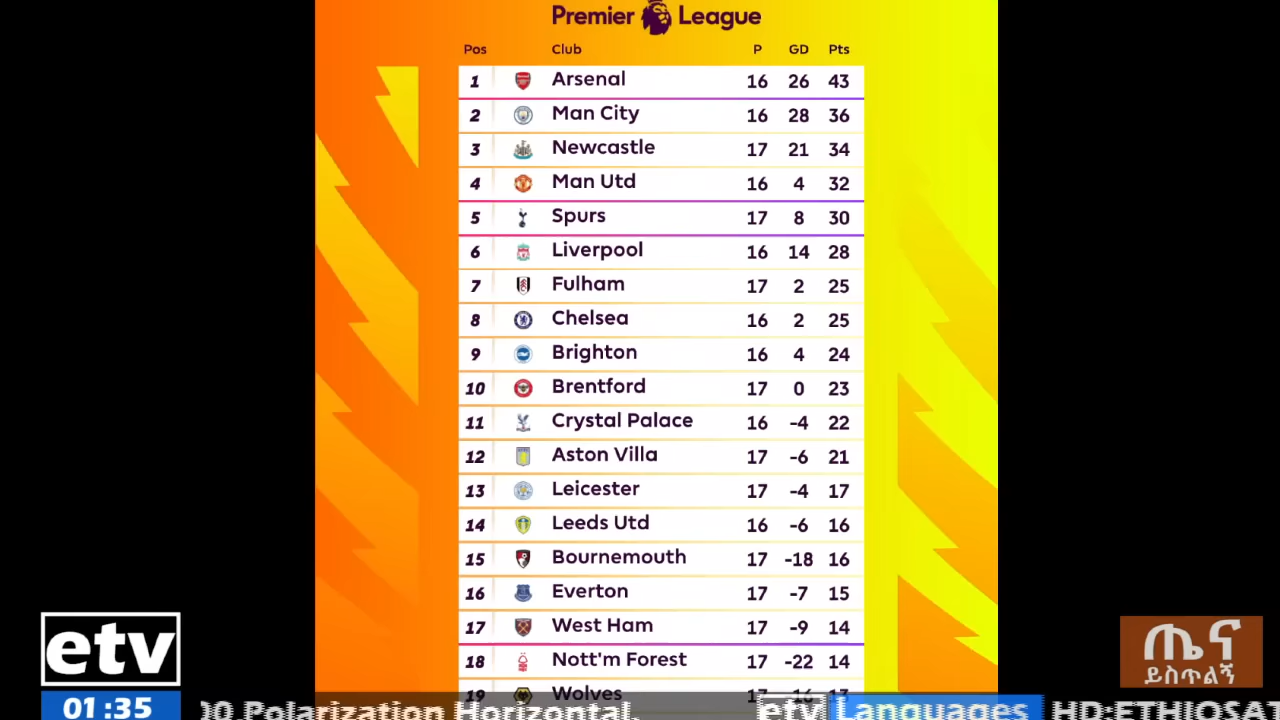 Premier League
Pos Club P GD Pts
1 Arsenal 16 26 43
2 Man City 16 28 36
3 Newcastle 17 21 34
4 Man Utd 16 4 32
5 Spurs 17 8 30
6 Liverpool 16 14 28
7 Fulham 17 2 25
8 Chelsea 16 2 25
9 Brighton 16 4 24
10 Brentford 17 0 23
11 Crystal Palace 16 -4 22
12 Aston Villa 17 -6 21
13 Leicester 17 -4 17
14 Leeds Utd 16 -6 16
15 Bournemouth 17 -18 16
16 Everton 17 -7 15
17 West Ham 17 -9 14
18 Nott'm Forest 17 -22 14
19 Wolves
etv
ጤና
ይስጥልኝ
01:35 Polarization Horizontal, etv Languages HD:ETHIOSAT